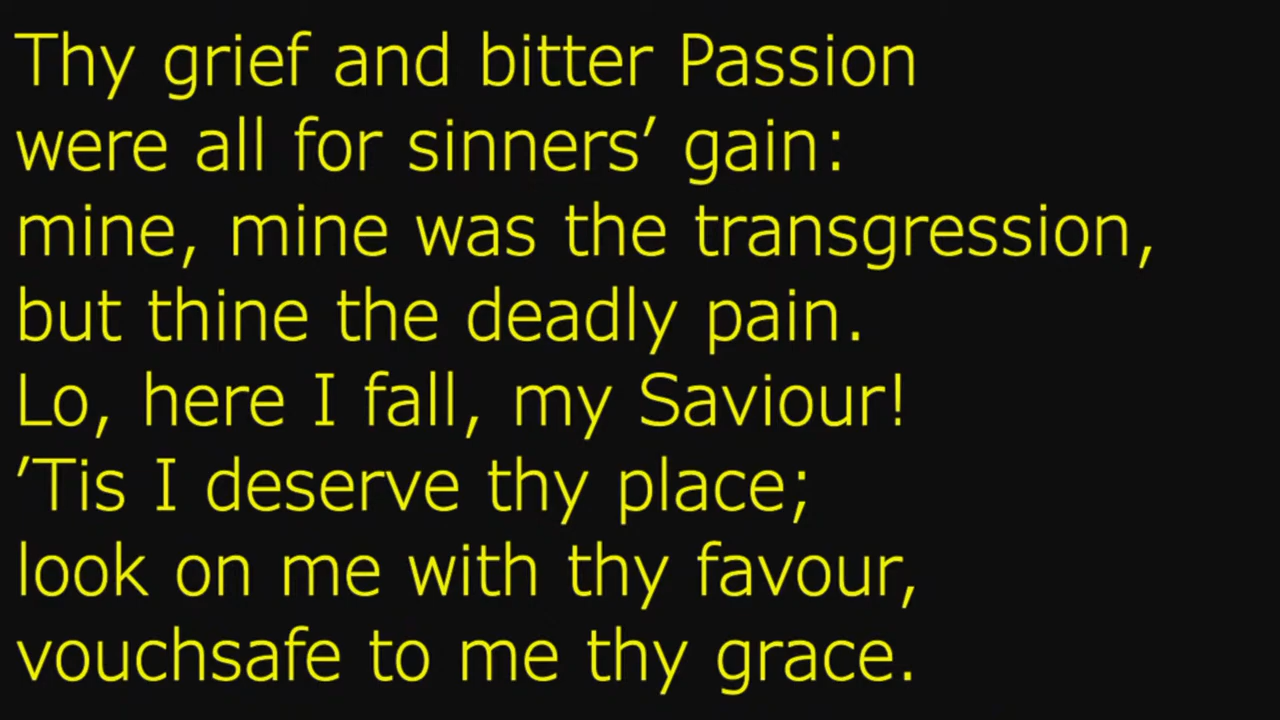 Thy grief and bitter Passion
were all for sinners’ gain:
mine, mine was the transgression,
but thine the deadly pain.
Lo, here I fall, my Saviour!
’Tis I deserve thy place;
look on me with thy favour,
vouchsafe to me thy grace.